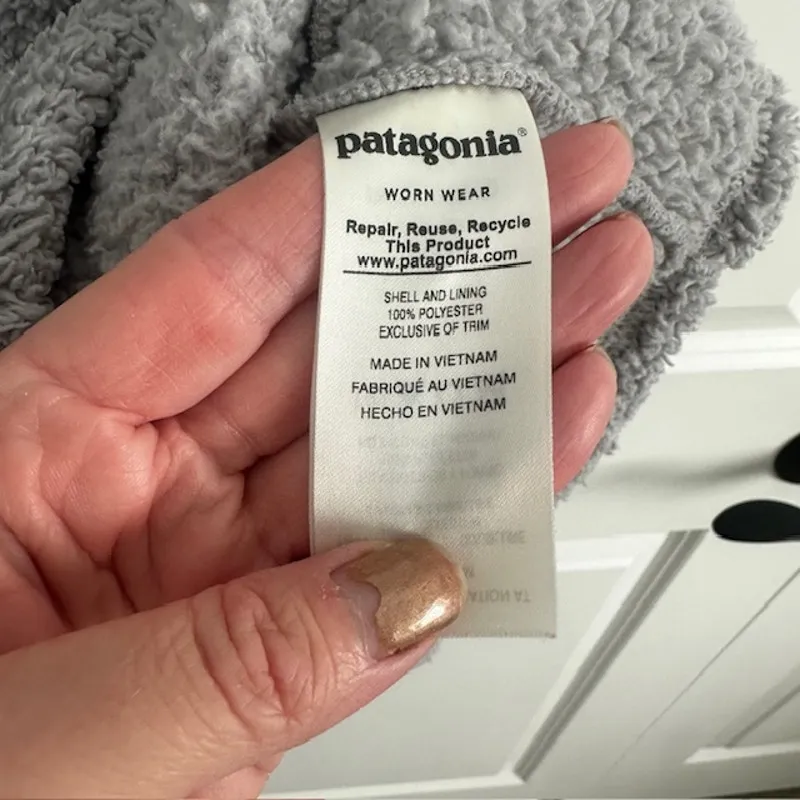 patagonia®
WORN WEAR
Repair, Reuse, Recycle
This Product
www.patagonia.com
SHELL AND LINING
100% POLYESTER
EXCLUSIVE OF TRIM
MADE IN VIETNAM
FABRIQUÉ AU VIETNAM
HECHO EN VIETNAM